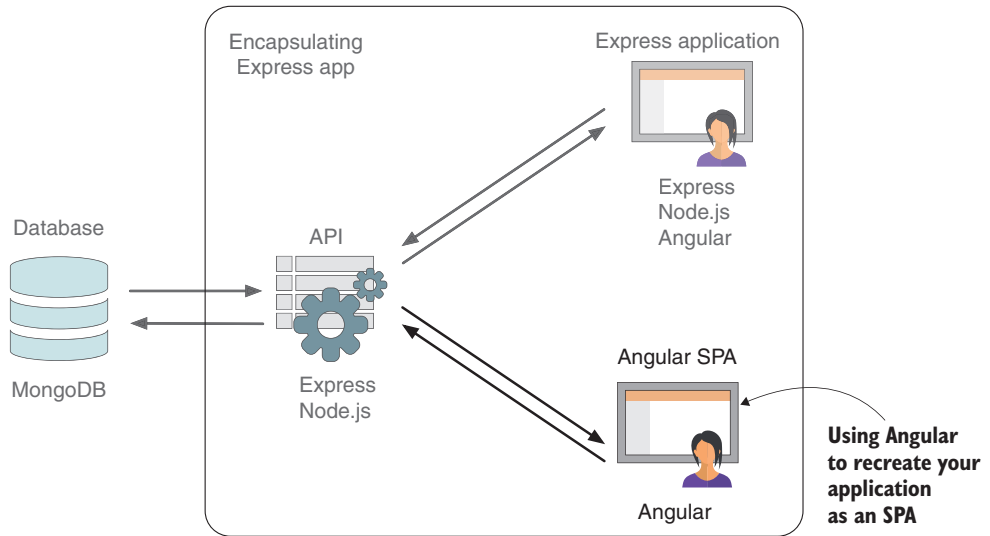 Encapsulating
Express app
Express application
Express
Node.js
Angular
Database
MongoDB
API
Express
Node.js
Angular SPA
Angular
Using Angular
to recreate your
application
as an SPA